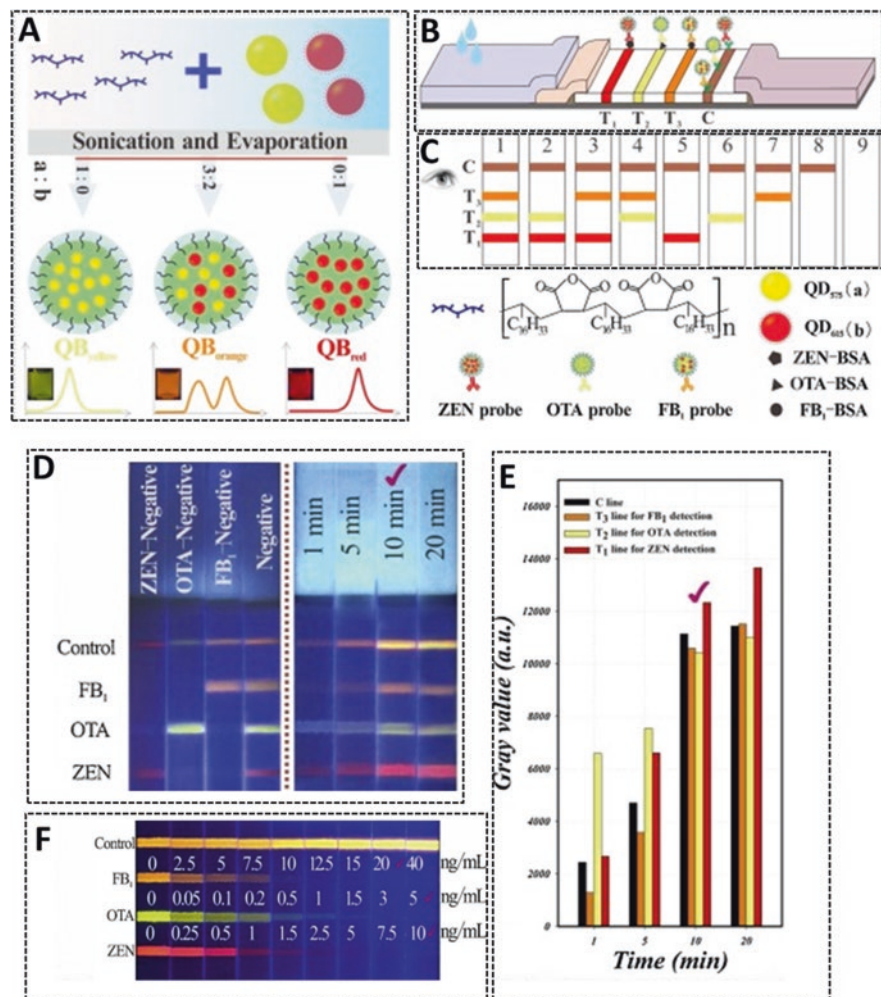 A
Sonication and Evaporation
a : b
1:0
3:2
0:1
QByellow
QBorange
QBred
B
T1 T2 T3 C
C
1 2 3 4 5 6 7 8 9
C
T3
T2
T1
C16H33 C16H33 C16H33 n
QD575(a)
QD615(b)
ZEN-BSA
OTA-BSA
FB1-BSA
ZEN probe OTA probe FB1 probe
D
ZEN-Negative
OTA-Negative
FB1-Negative
Negative
1 min
5 min
10 min
20 min
Control
FB1
OTA
ZEN
E
C line
T3 line for FB1 detection
T2 line for OTA detection
T1 line for ZEN detection
Gray value (a.u.)
16000
14000
12000
10000
8000
6000
4000
2000
0
1 5 10 20
Time (min)
F
Control
0 2.5 5 7.5 10 12.5 15 20 40 ng/mL
FB1
0 0.05 0.1 0.2 0.5 1 1.5 3 5 ng/mL
OTA
0 0.25 0.5 1 1.5 2.5 5 7.5 10 ng/mL
ZEN